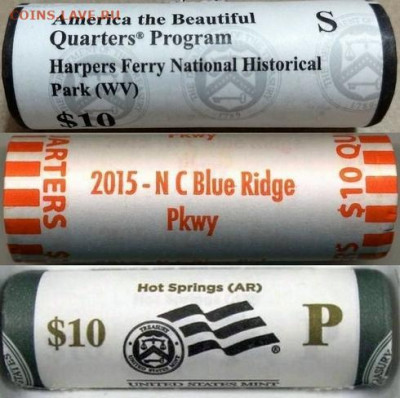 COINS.LAVE.RU
America the Beautiful
Quarters® Program
S
Harpers Ferry National Historical
Park (WV)
$10
QUARTERS
2015 - N C Blue Ridge
Pkwy
$10 QU
Hot Springs (AR)
$10
P
UNITED STATES MINT